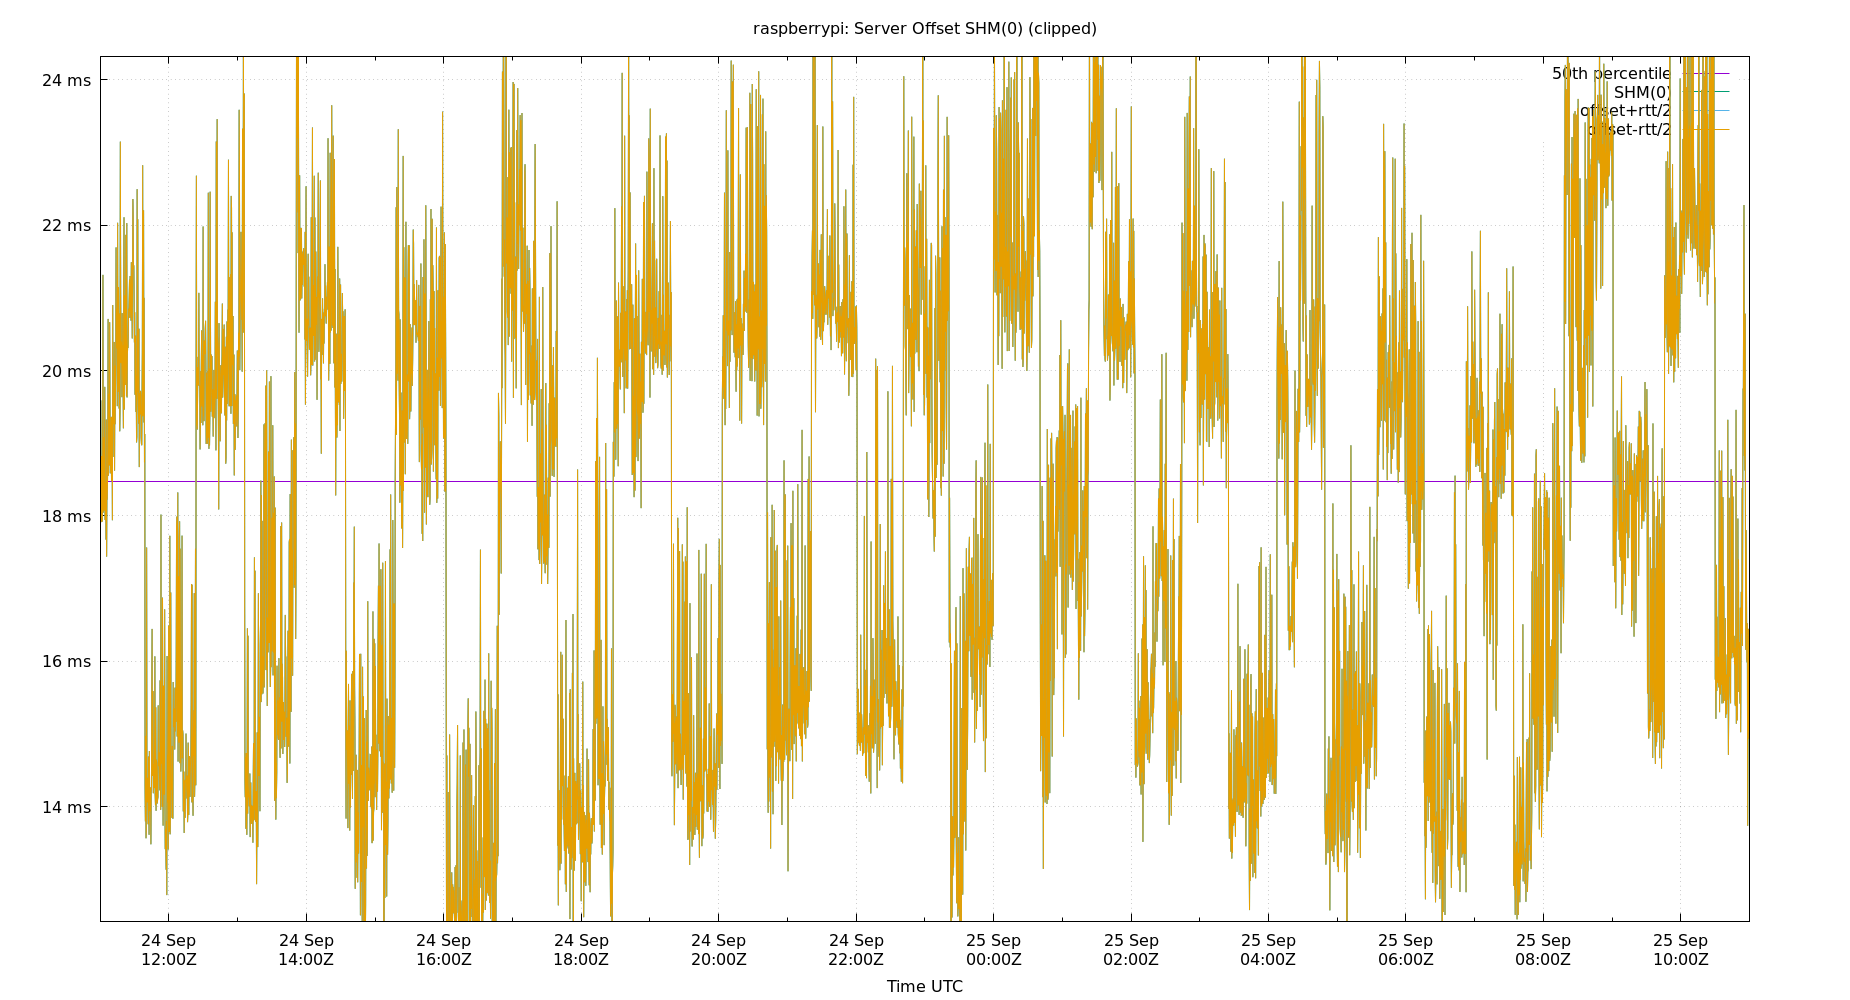 raspberrypi: Server Offset SHM(0) (clipped)
24 ms
22 ms
20 ms
18 ms
16 ms
14 ms
50th percentile
SHM(0)
offset+rtt/2
offset-rtt/2
24 Sep
12:00Z
24 Sep
14:00Z
24 Sep
16:00Z
24 Sep
18:00Z
24 Sep
20:00Z
24 Sep
22:00Z
25 Sep
00:00Z
25 Sep
02:00Z
25 Sep
04:00Z
25 Sep
06:00Z
25 Sep
08:00Z
25 Sep
10:00Z
Time UTC